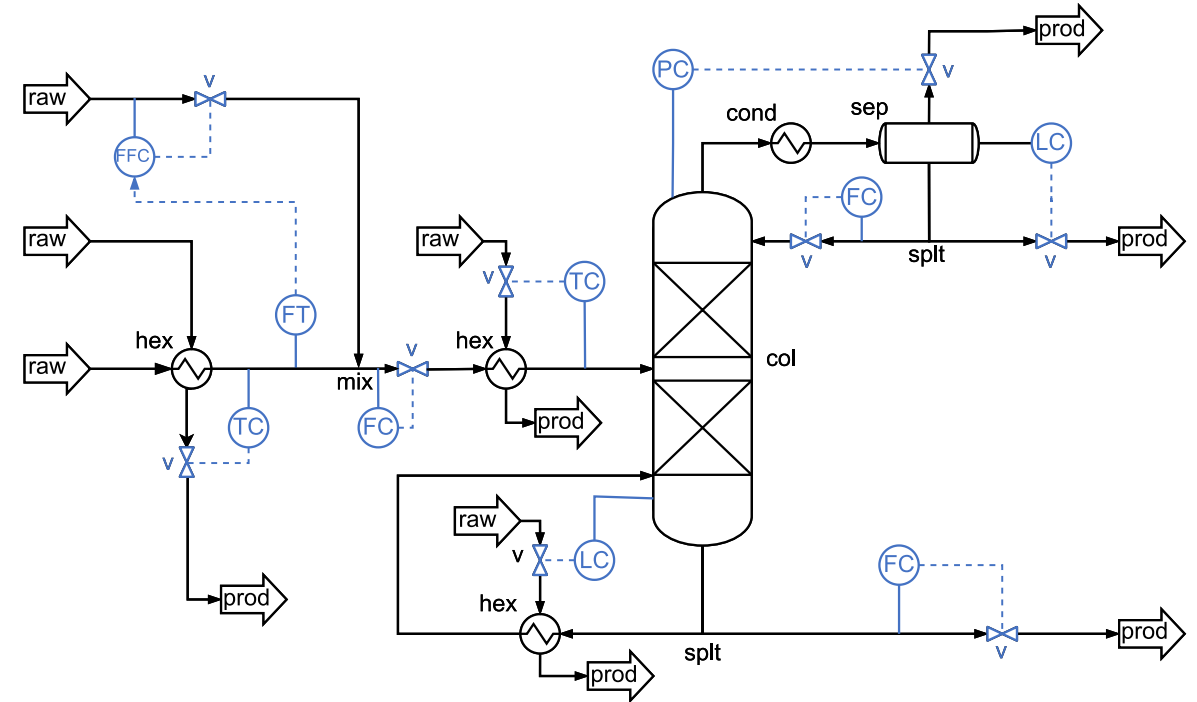 prod
raw
v
PC
v
cond
sep
FFC
LC
FC
raw
raw
prod
splt
v
v
v
TC
FT
hex
v
hex
raw
mix
col
TC
FC
prod
v
raw
v
LC
FC
prod
hex
prod
splt
v
prod